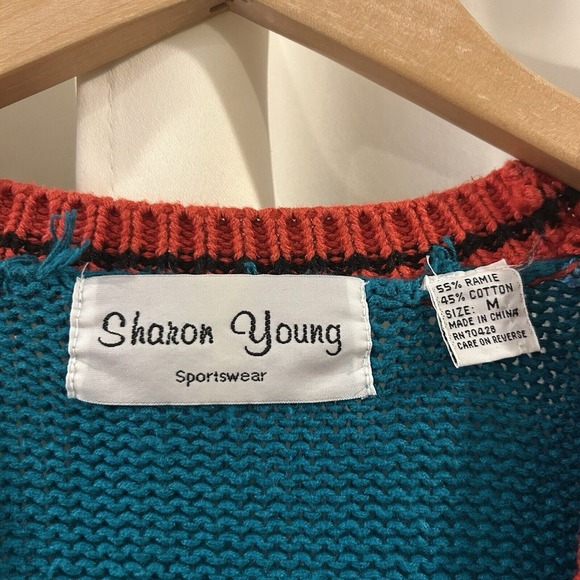 Sharon Young
Sportswear
55% RAMIE
45% COTTON
SIZE: M
MADE IN CHINA
RN70428
CARE ON REVERSE